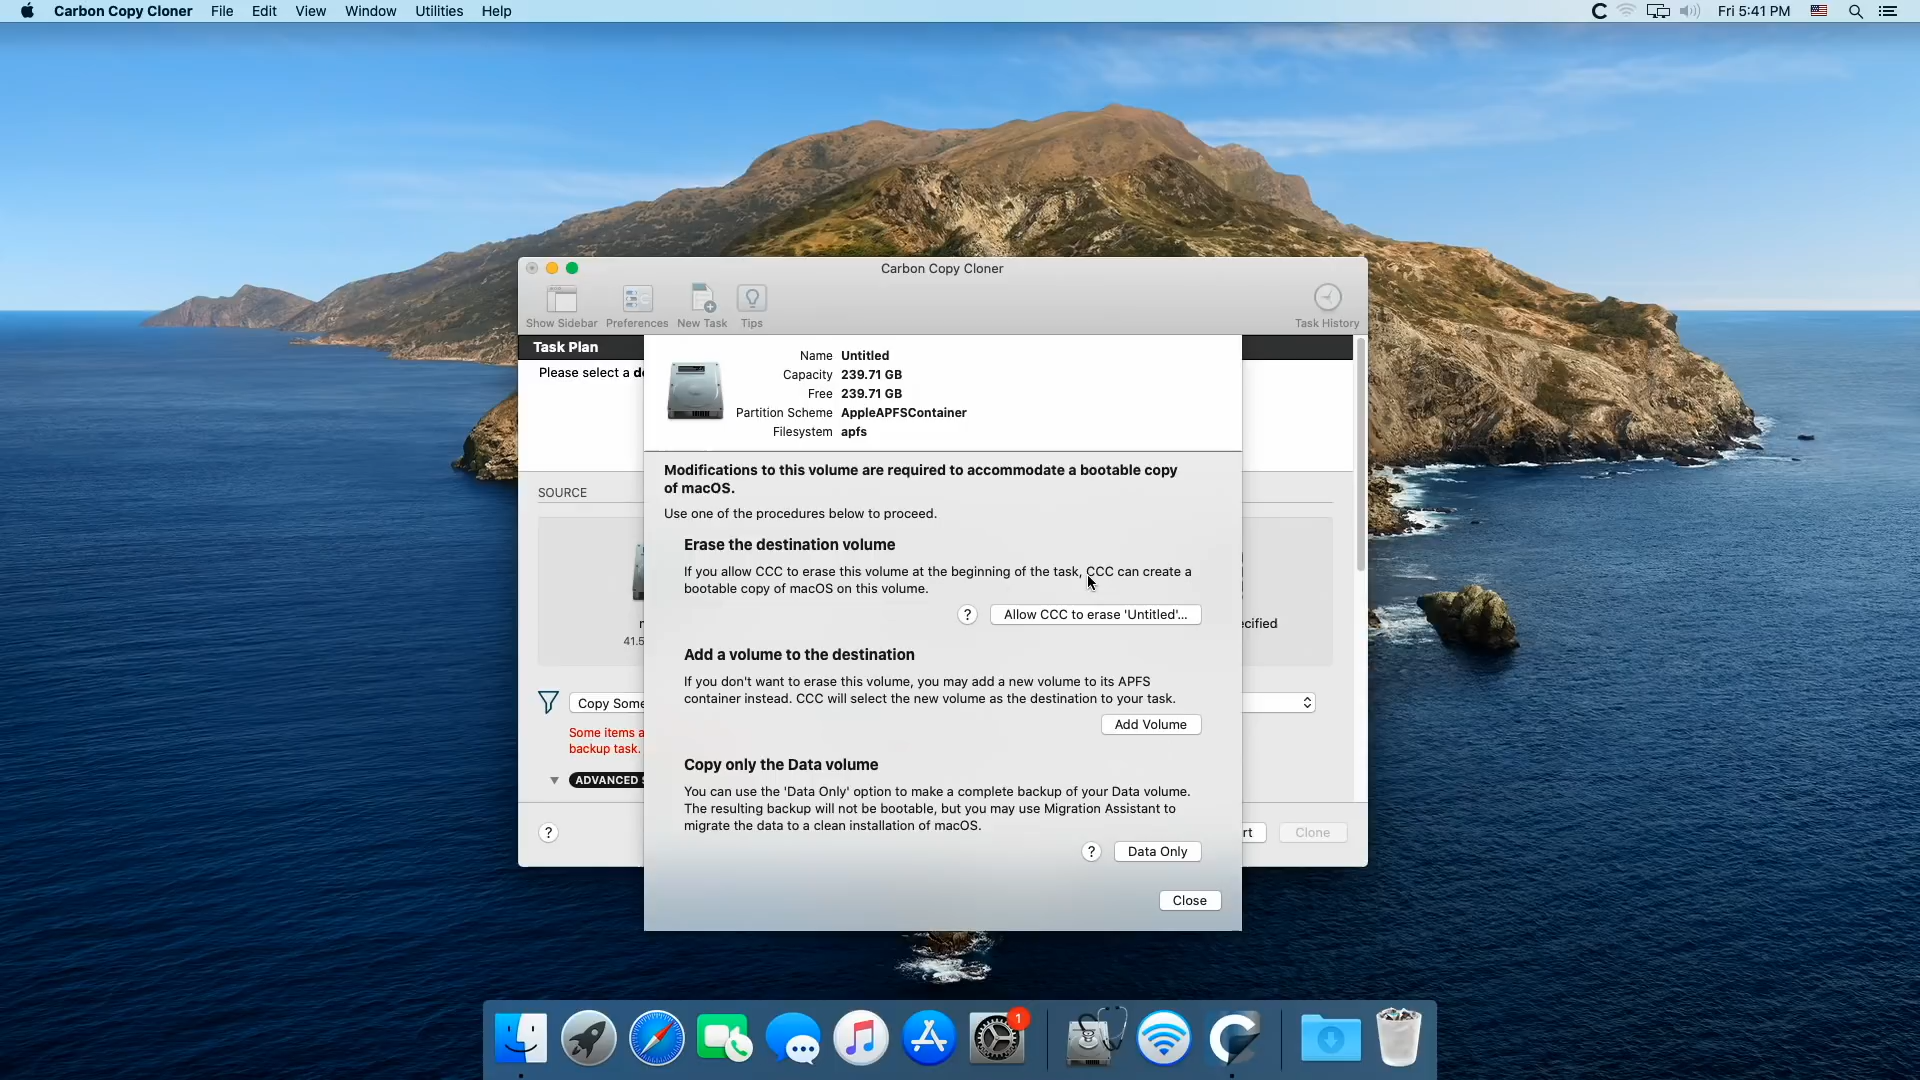 Carbon Copy Cloner File Edit View Window Utilities Help
Fri 5:41 PM
Carbon Copy Cloner
Show Sidebar Preferences New Task Tips Task History
Task Plan
Please select a d
SOURCE
41.5
ecified
Copy Some
Some items a
backup task.
ADVANCED S
?
rt
Clone
Name Untitled
Capacity 239.71 GB
Free 239.71 GB
Partition Scheme AppleAPFSContainer
Filesystem apfs
Modifications to this volume are required to accommodate a bootable copy
of macOS.
Use one of the procedures below to proceed.
Erase the destination volume
If you allow CCC to erase this volume at the beginning of the task, CCC can create a
bootable copy of macOS on this volume.
? Allow CCC to erase 'Untitled'...
Add a volume to the destination
If you don't want to erase this volume, you may add a new volume to its APFS
container instead. CCC will select the new volume as the destination to your task.
Add Volume
Copy only the Data volume
You can use the 'Data Only' option to make a complete backup of your Data volume.
The resulting backup will not be bootable, but you may use Migration Assistant to
migrate the data to a clean installation of macOS.
? Data Only
Close
1